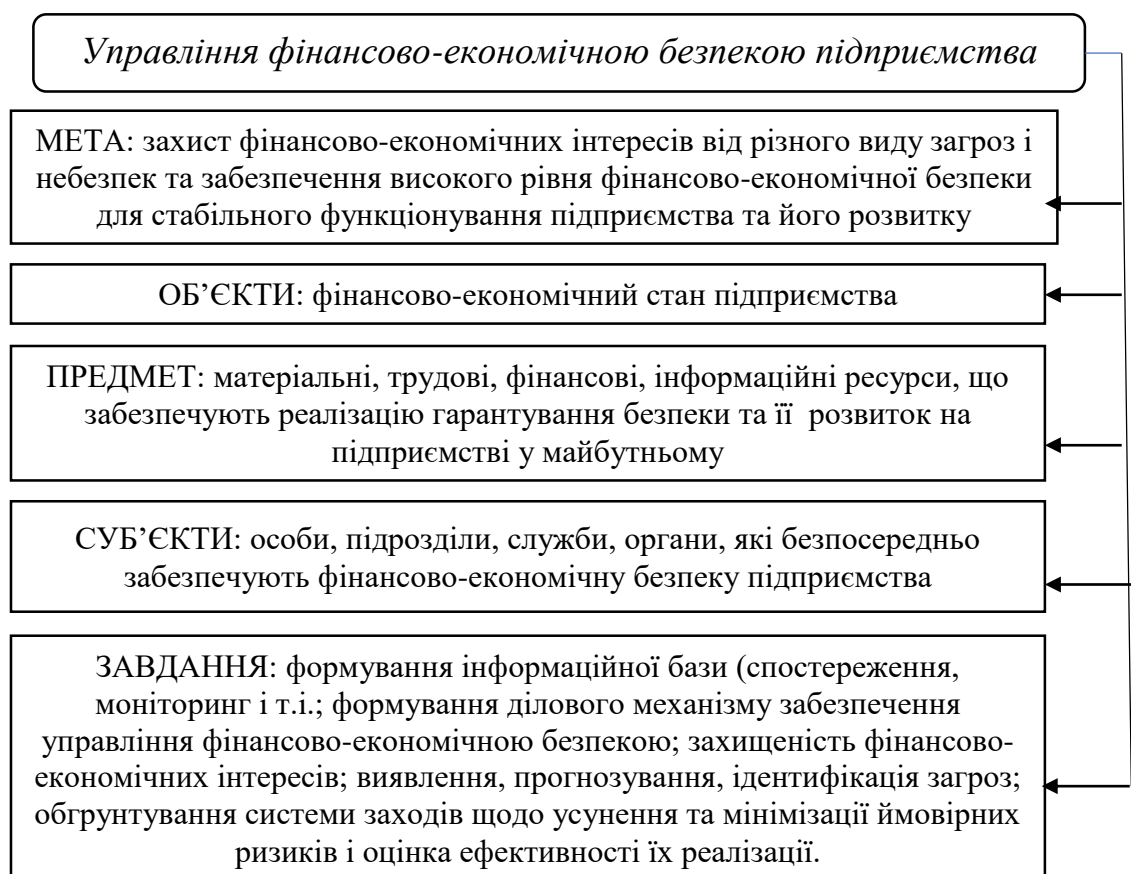 Управління фінансово-економічною безпекою підприємства
МЕТА: захист фінансово-економічних інтересів від різного виду загроз і
небезпек та забезпечення високого рівня фінансово-економічної безпеки
для стабільного функціонування підприємства та його розвитку
ОБ’ЄКТИ: фінансово-економічний стан підприємства
ПРЕДМЕТ: матеріальні, трудові, фінансові, інформаційні ресурси, що
забезпечують реалізацію гарантування безпеки та її розвиток на
підприємстві у майбутньому
СУБ’ЄКТИ: особи, підрозділи, служби, органи, які безпосередньо
забезпечують фінансово-економічну безпеку підприємства
ЗАВДАННЯ: формування інформаційної бази (спостереження,
моніторинг і т.і.; формування ділового механізму забезпечення
управління фінансово-економічною безпекою; захищеність фінансово-
економічних інтересів; виявлення, прогнозування, ідентифікація загроз;
обгрунтування системи заходів щодо усунення та мінімізації ймовірних
ризиків і оцінка ефективності їх реалізації.